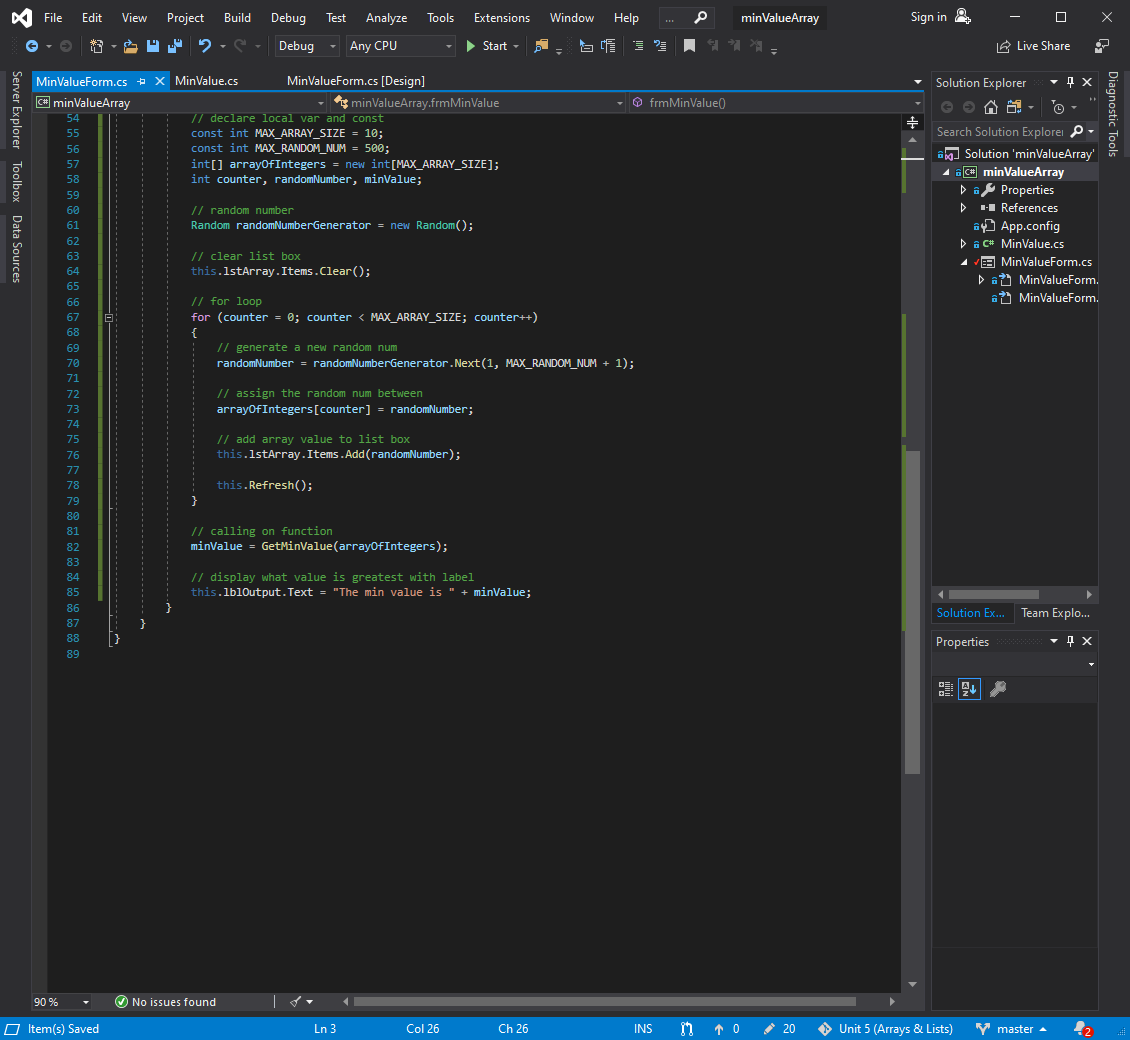 File Edit View Project Build Debug Test Analyze Tools Extensions Window Help ... minValueArray Sign in
Debug Any CPU Start Live Share
MinValueForm.cs MinValue.cs MinValueForm.cs [Design]
C# minValueArray minValueArray.frmMinValue frmMinValue()
Server Explorer
Toolbox
Data Sources
54 // declare local var and const
55 const int MAX_ARRAY_SIZE = 10;
56 const int MAX_RANDOM_NUM = 500;
57 int[] arrayOfIntegers = new int[MAX_ARRAY_SIZE];
58 int counter, randomNumber, minValue;
59
60 // random number
61 Random randomNumberGenerator = new Random();
62
63 // clear list box
64 this.lstArray.Items.Clear();
65
66 // for loop
67 for (counter = 0; counter < MAX_ARRAY_SIZE; counter++)
68 {
69 // generate a new random num
70 randomNumber = randomNumberGenerator.Next(1, MAX_RANDOM_NUM + 1);
71
72 // assign the random num between
73 arrayOfIntegers[counter] = randomNumber;
74
75 // add array value to list box
76 this.lstArray.Items.Add(randomNumber);
77
78 this.Refresh();
79 }
80
81 // calling on function
82 minValue = GetMinValue(arrayOfIntegers);
83
84 // display what value is greatest with label
85 this.lblOutput.Text = "The min value is " + minValue;
86 }
87 }
88 }
89
90 % No issues found
Solution Explorer
Search Solution Explorer
Solution 'minValueArray'
C# minValueArray
Properties
References
App.config
C# MinValue.cs
MinValueForm.cs
MinValueForm.
MinValueForm.
Solution Ex... Team Explo...
Properties
Diagnostic Tools
Item(s) Saved Ln 3 Col 26 Ch 26 INS 0 20 Unit 5 (Arrays & Lists) master 2